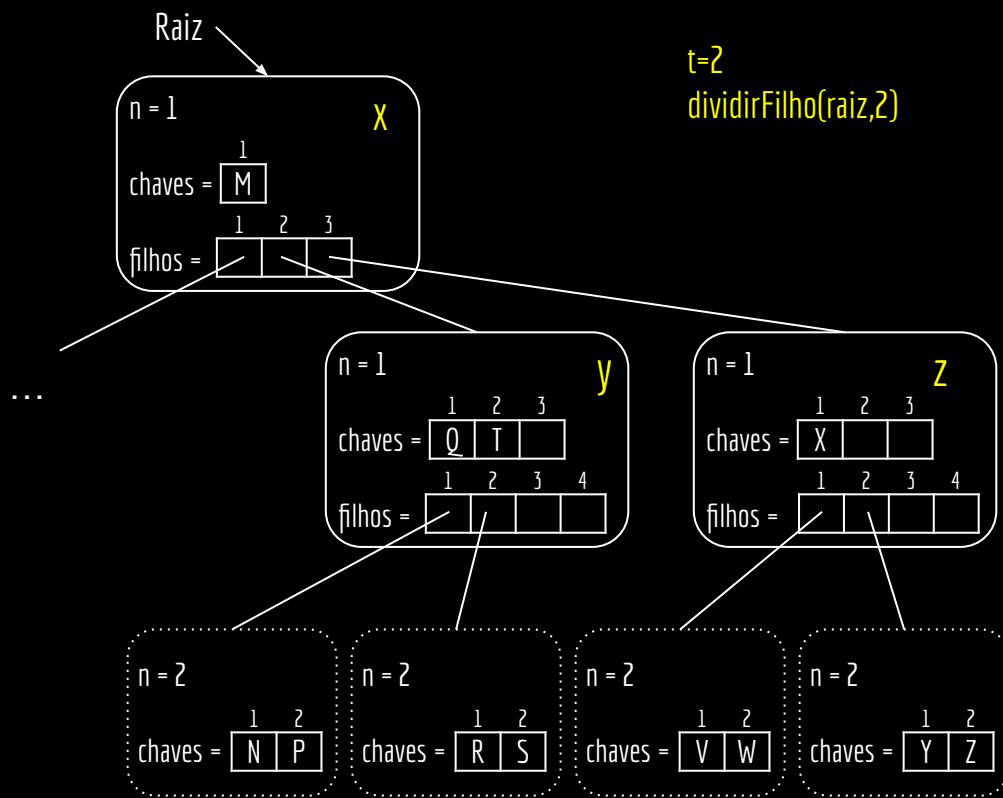 Raiz
t=2
dividirFilho(raiz,2)
n = 1
x
1
chaves = M
1 2 3
filhos =
...
n = 1
y
1 2 3
chaves = Q T
1 2 3 4
filhos =
n = 1
z
1 2 3
chaves = X
1 2 3 4
filhos =
n = 2
1 2
chaves = N P
n = 2
1 2
chaves = R S
n = 2
1 2
chaves = V W
n = 2
1 2
chaves = Y Z